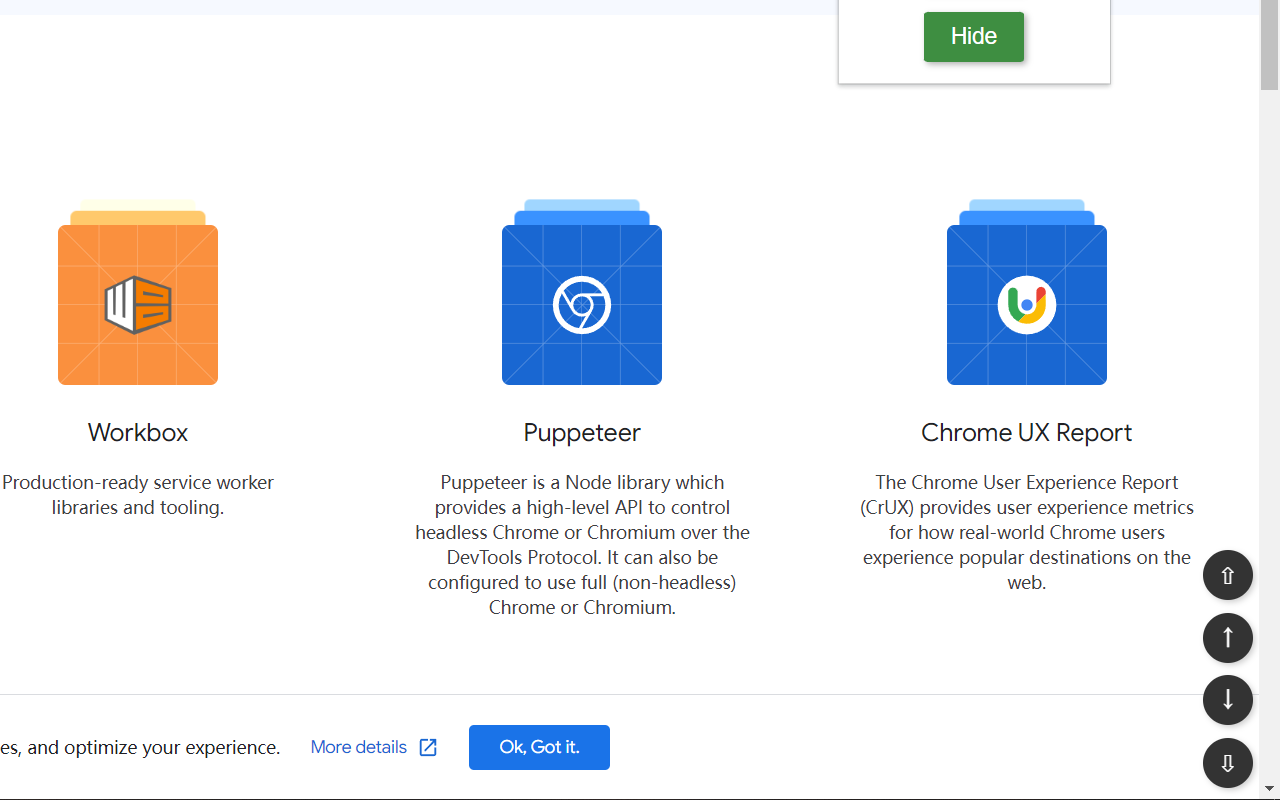 Hide
Workbox
Production-ready service worker
libraries and tooling.
Puppeteer
Puppeteer is a Node library which
provides a high-level API to control
headless Chrome or Chromium over the
DevTools Protocol. It can also be
configured to use full (non-headless)
Chrome or Chromium.
Chrome UX Report
The Chrome User Experience Report
(CrUX) provides user experience metrics
for how real-world Chrome users
experience popular destinations on the
web.
⇧
↑
↓
⇩
es, and optimize your experience. More details Ok, Got it.